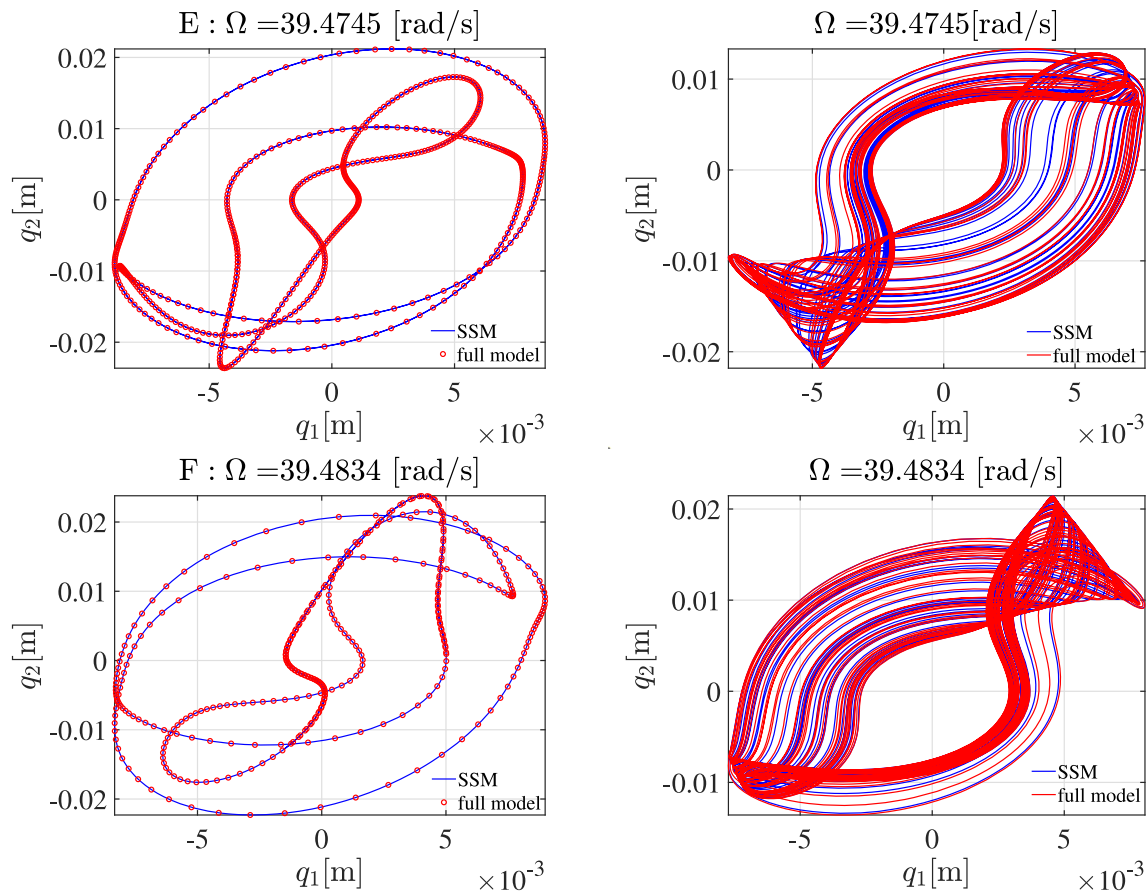 E : Ω =39.4745 [rad/s]
0.02
0.01
0
-0.01
-0.02
q₂[m]
-5
0
5
q₁[m]
×10⁻³
SSM
full model
Ω =39.4745[rad/s]
0.01
0
-0.01
-0.02
q₂[m]
-5
0
5
q₁[m]
×10⁻³
SSM
full model
F : Ω =39.4834 [rad/s]
0.02
0.01
0
-0.01
-0.02
q₂[m]
-5
0
5
q₁[m]
×10⁻³
SSM
full model
Ω =39.4834[rad/s]
0.02
0.01
0
-0.01
q₂[m]
-5
0
5
q₁[m]
×10⁻³
SSM
full model